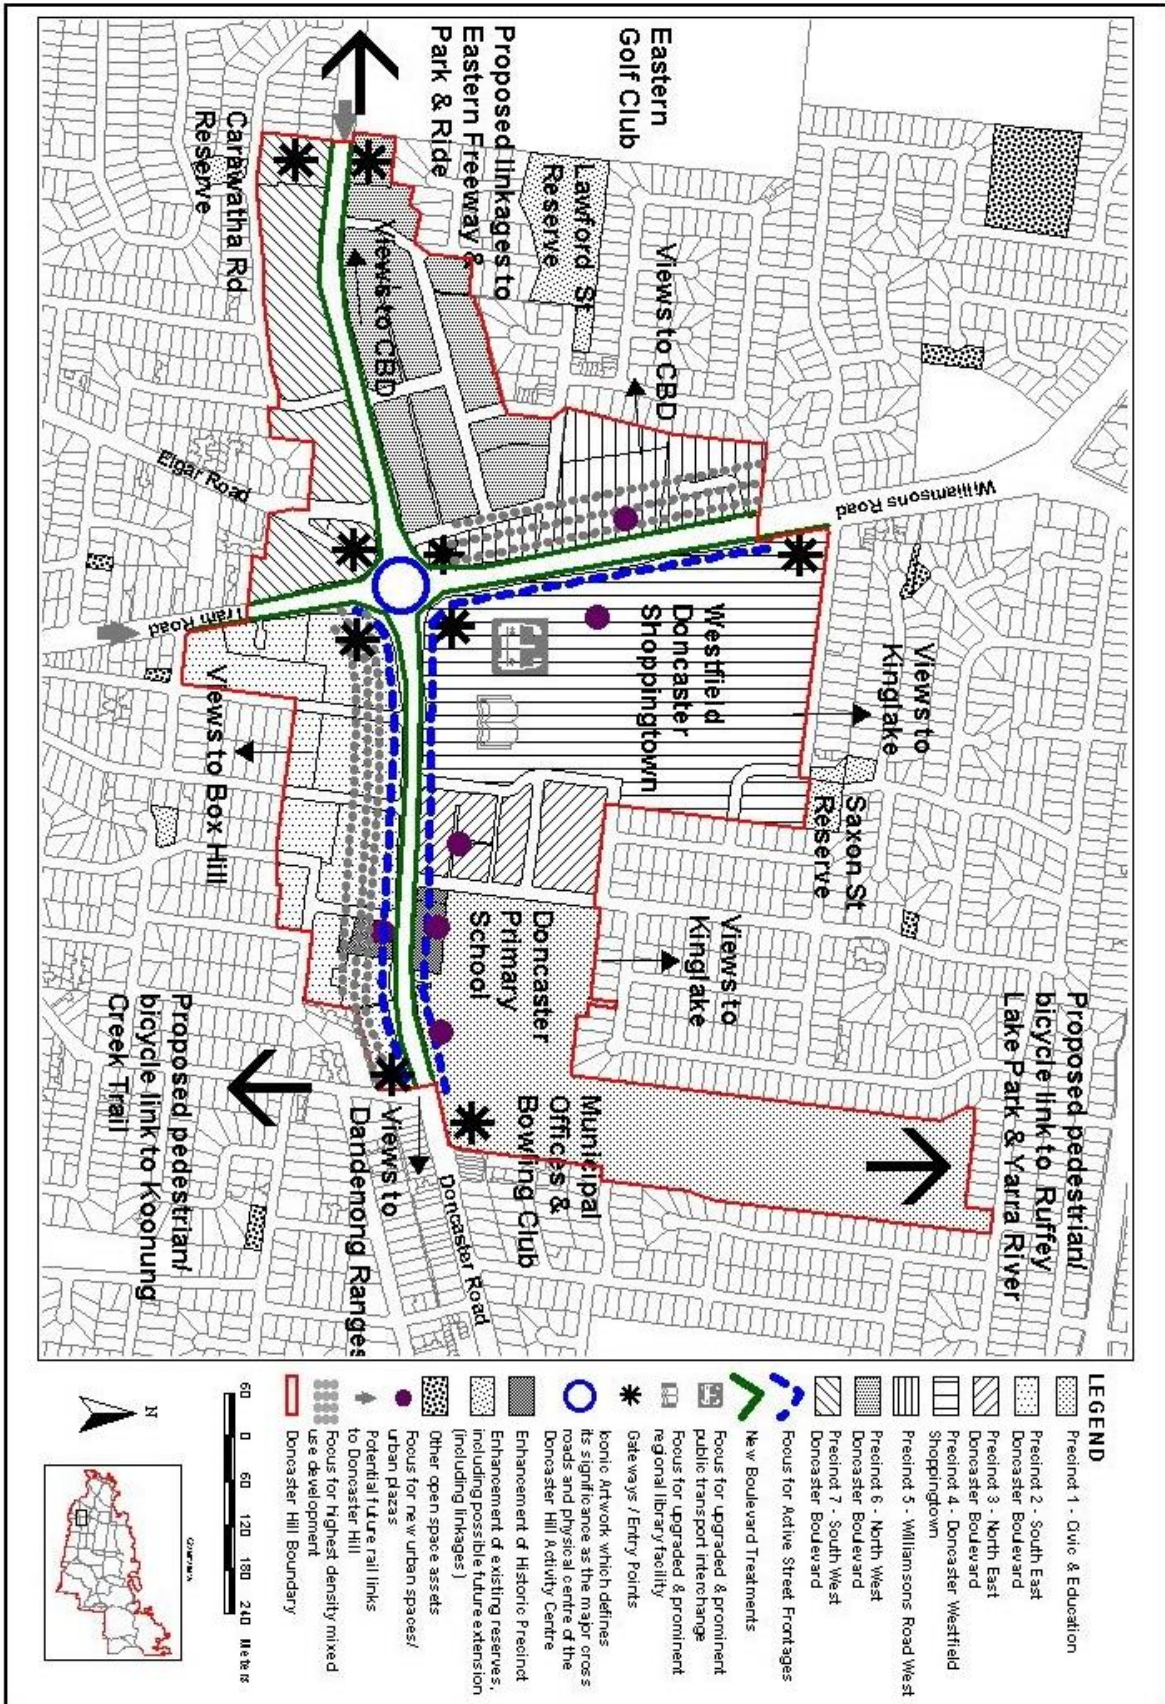 Eastern
Golf Club
Proposed linkages to
Eastern Freeway &
Park & Ride
Lawford St
Reserve
Carawatha Rd
Reserve
Views to CBD
Views to CBD
Elgar Road
Williamsons Road
Tram Road
Westfield
Doncaster
Shoppingtown
Views to
Kinglake
Saxon St
Reserve
Views to Box Hill
Doncaster
Primary
School
Views to
Kinglake
Municipal
Offices &
Bowling Club
Proposed pedestrian/
bicycle link to Ruffey
Lake Park & Yarra River
Views to
Dandenong Ranges
Doncaster Road
Proposed pedestrian/
bicycle link to Koonung
Creek Trail
LEGEND
Precinct 1 - Civic & Education
Precinct 2 - South East
Doncaster Boulevard
Precinct 3 - North East
Doncaster Boulevard
Precinct 4 - Doncaster Westfield
Shoppingtown
Precinct 5 - Williamsons Road West
Precinct 6 - North West
Doncaster Boulevard
Precinct 7 - South West
Doncaster Boulevard
Focus for Active Street Frontages
New Boulevard Treatments
Focus for upgraded & prominent
public transport interchange
Focus for upgraded & prominent
regional library facility
Gateways / Entry Points
Iconic Artwork which defines
its significance as the major cross
roads and physical centre of the
Doncaster Hill Activity Centre
Enhancement of Historic Precinct
Enhancement of existing reserves,
including possible future extension
(including linkages)
Other open space assets
Focus for new urban spaces/
urban plazas
Potential future rail links
to Doncaster Hill
Focus for highest density mixed
use development
Doncaster Hill Boundary
60 0 60 120 180 240 Meters
N